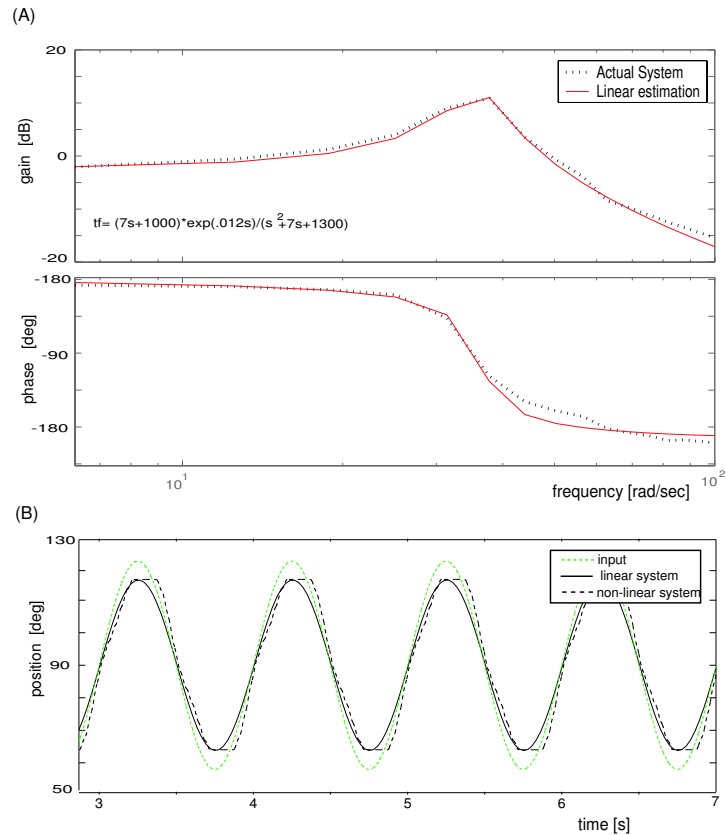 (A)
20
0
-20
gain [dB]
Actual System
Linear estimation
tf= (7s+1000)*exp(.012s)/(s 2 +7s+1300)
-180
-90
-180
phase [deg]
10 1
10 2
frequency [rad/sec]
(B)
130
90
50
position [deg]
input
linear system
non-linear system
3 4 5 6 7
time [s]